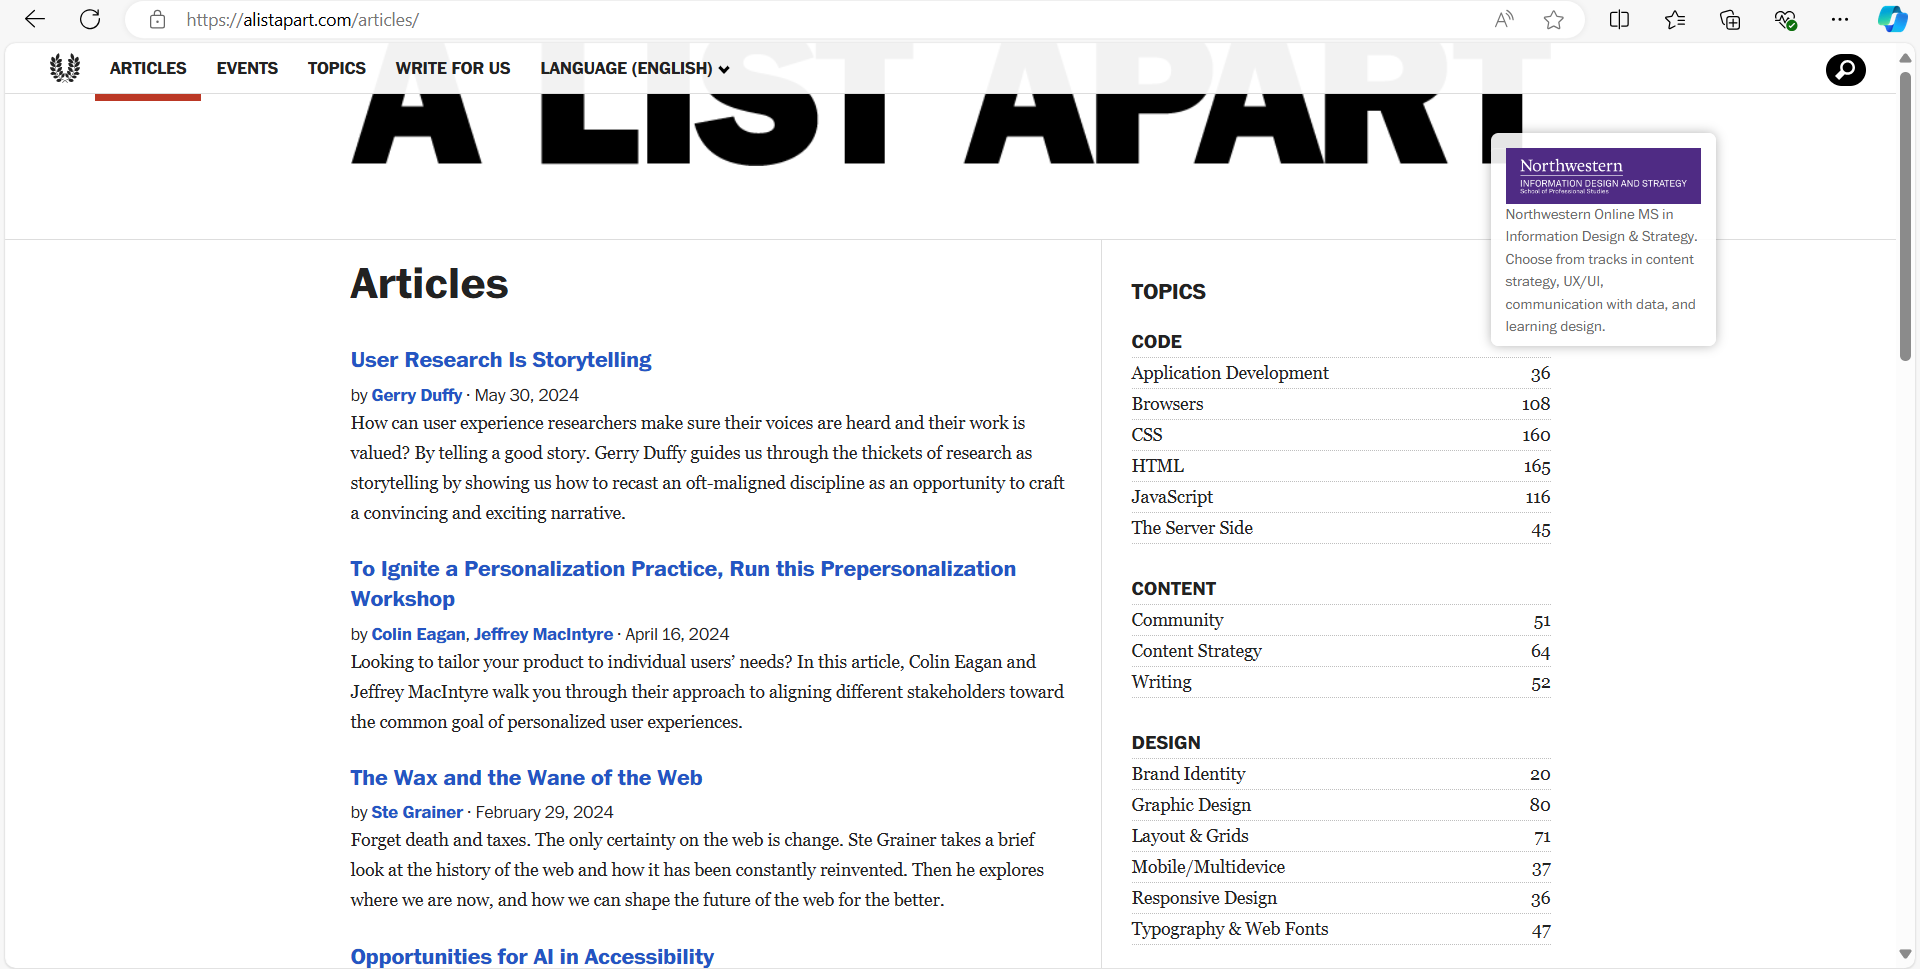 https://alistapart.com/articles/
ARTICLES EVENTS TOPICS WRITE FOR US LANGUAGE (ENGLISH)
A LIST APART
Northwestern
INFORMATION DESIGN AND STRATEGY
School of Professional Studies
Northwestern Online MS in
Information Design & Strategy.
Choose from tracks in content
strategy, UX/UI,
communication with data, and
learning design.
Articles
User Research Is Storytelling
by Gerry Duffy · May 30, 2024
How can user experience researchers make sure their voices are heard and their work is
valued? By telling a good story. Gerry Duffy guides us through the thickets of research as
storytelling by showing us how to recast an oft-maligned discipline as an opportunity to craft
a convincing and exciting narrative.
To Ignite a Personalization Practice, Run this Prepersonalization
Workshop
by Colin Eagan, Jeffrey MacIntyre · April 16, 2024
Looking to tailor your product to individual users’ needs? In this article, Colin Eagan and
Jeffrey MacIntyre walk you through their approach to aligning different stakeholders toward
the common goal of personalized user experiences.
The Wax and the Wane of the Web
by Ste Grainer · February 29, 2024
Forget death and taxes. The only certainty on the web is change. Ste Grainer takes a brief
look at the history of the web and how it has been constantly reinvented. Then he explores
where we are now, and how we can shape the future of the web for the better.
Opportunities for AI in Accessibility
TOPICS
CODE
Application Development 36
Browsers 108
CSS 160
HTML 165
JavaScript 116
The Server Side 45
CONTENT
Community 51
Content Strategy 64
Writing 52
DESIGN
Brand Identity 20
Graphic Design 80
Layout & Grids 71
Mobile/Multidevice 37
Responsive Design 36
Typography & Web Fonts 47